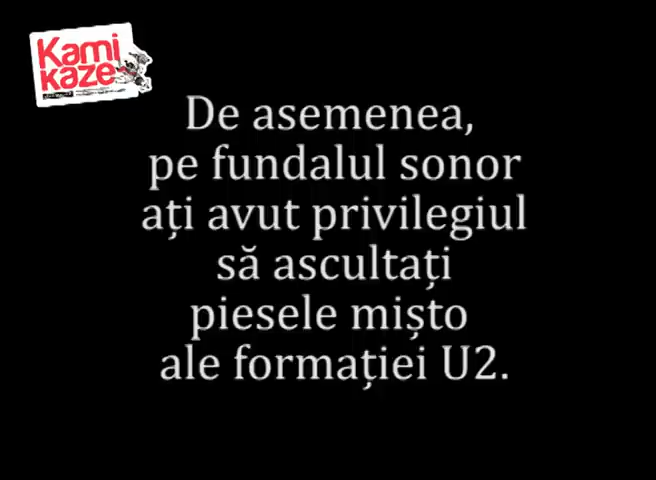 Kami
kaze
De asemenea,
pe fundalul sonor
ați avut privilegiul
să ascultați
piesele mișto
ale formației U2.